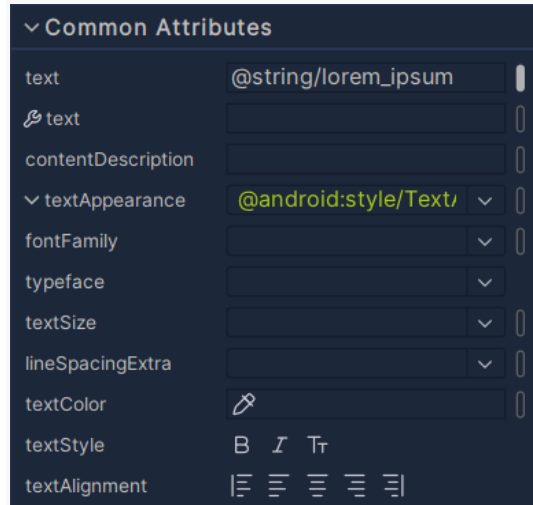 Common Attributes
text @string/lorem_ipsum
text
contentDescription
textAppearance @android:style/Text
fontFamily
typeface
textSize
lineSpacingExtra
textColor
textStyle B I Tт
textAlignment